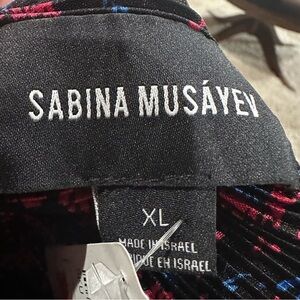 SABINA MUSÁYEV
XL
MADE IN ISRAEL
EN ISRAEL